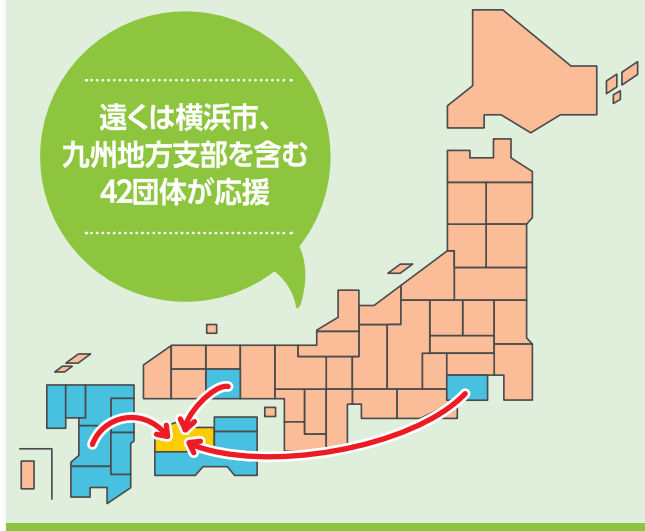 遠くは横浜市、
九州地方支部を含む
42団体が応援